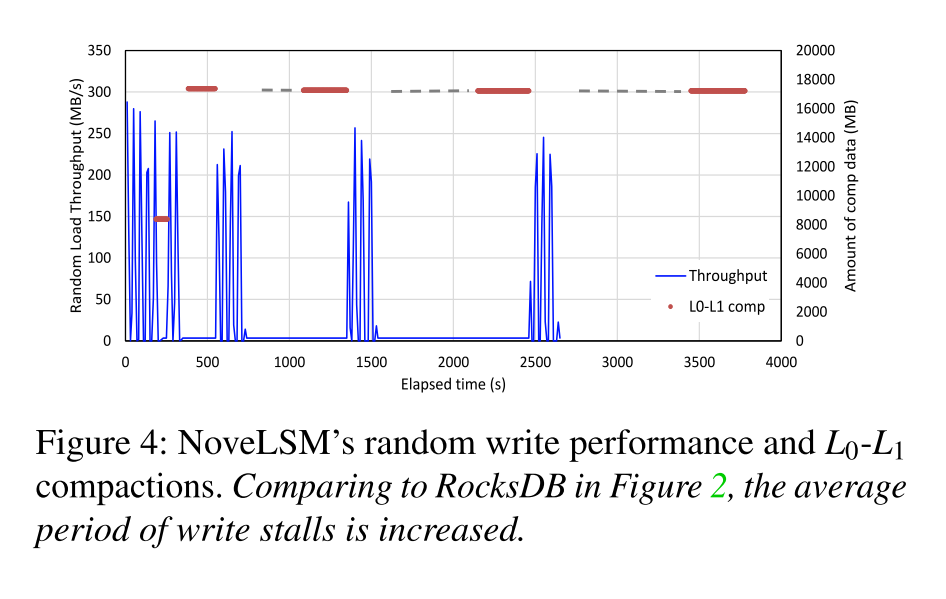 350
300
250
200
150
100
50
0
Random Load Throughput (MB/s)
20000
18000
16000
14000
12000
10000
8000
6000
4000
2000
0
Amount of comp data (MB)
Throughput
L0-L1 comp
0 500 1000 1500 2000 2500 3000 3500 4000
Elapsed time (s)
Figure 4: NoveLSM's random write performance and L0-L1
compactions. Comparing to RocksDB in Figure 2, the average
period of write stalls is increased.